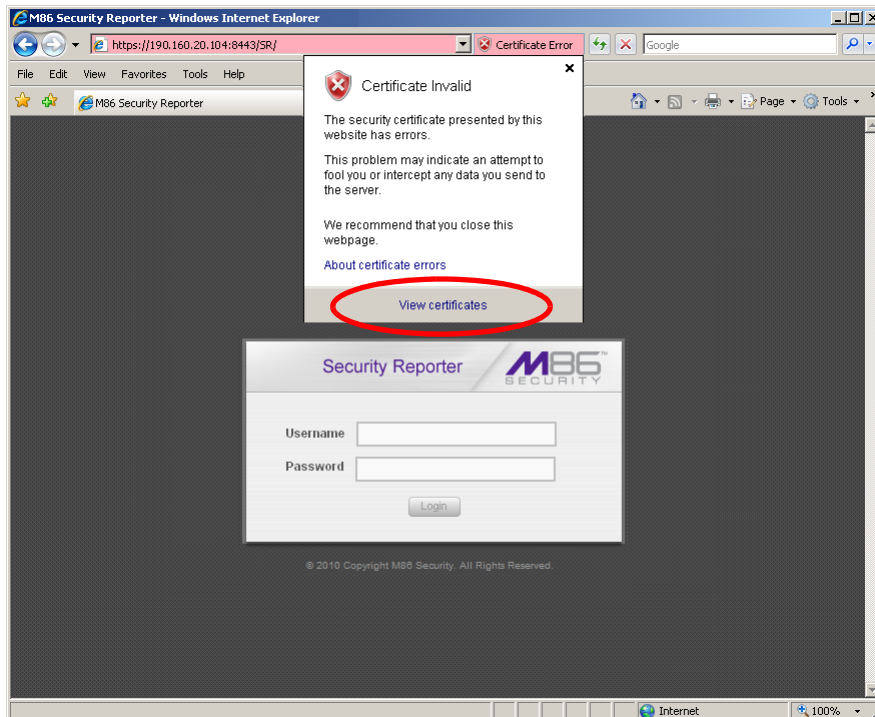 M86 Security Reporter - Windows Internet Explorer
https://190.160.20.104:8443/SR/
Certificate Error
Google
File Edit View Favorites Tools Help
M86 Security Reporter
Page
Tools
Certificate Invalid
The security certificate presented by this
website has errors.
This problem may indicate an attempt to
fool you or intercept any data you send to
the server.
We recommend that you close this
webpage.
About certificate errors
View certificates
Security Reporter
M86™
SECURITY
Username
Password
Login
© 2010 Copyright M86 Security. All Rights Reserved.
Internet
100%